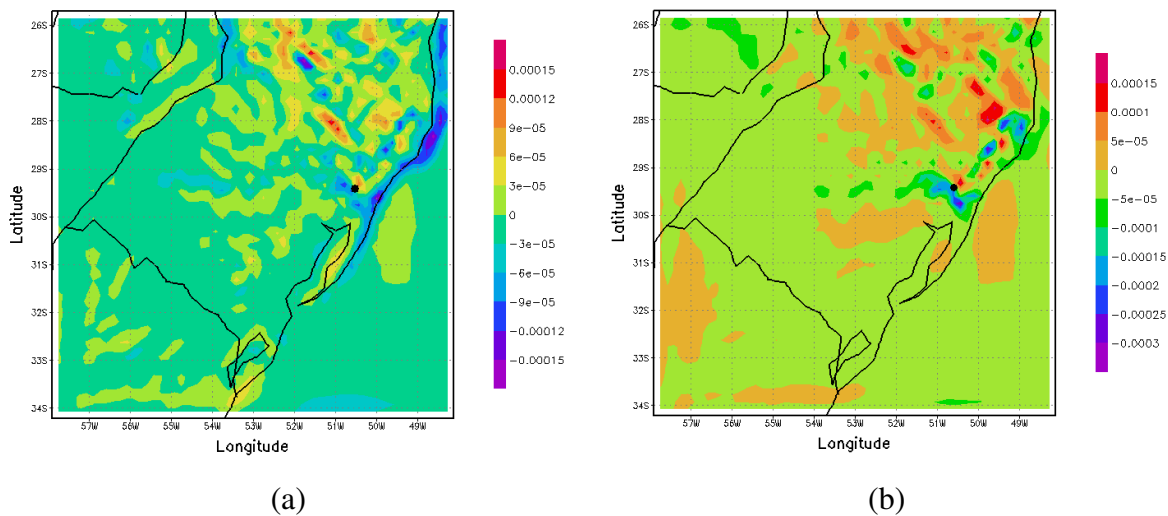 26S
27S
28S
29S
30S
31S
32S
33S
34S
Latitude
57W 56W 55W 54W 53W 52W 51W 50W 49W
Longitude
0.00015
0.00012
9e−05
6e−05
3e−05
0
−3e−05
−6e−05
−9e−05
−0.00012
−0.00015
(a)
26S
27S
28S
29S
30S
31S
32S
33S
34S
Latitude
57W 56W 55W 54W 53W 52W 51W 50W 49W
Longitude
0.00015
0.0001
5e−05
0
−5e−05
−0.0001
−0.00015
−0.0002
−0.00025
−0.0003
(b)